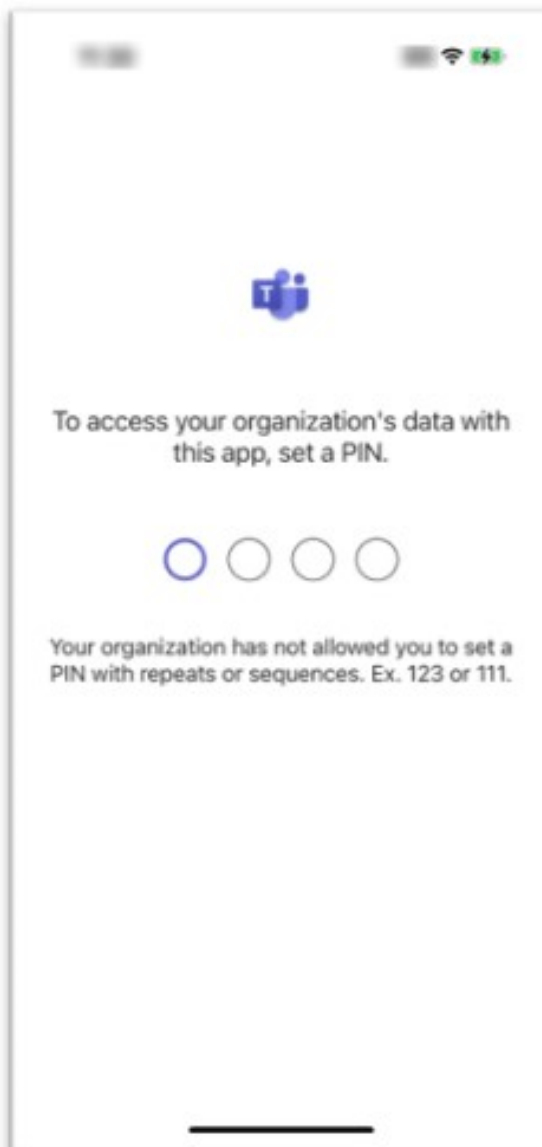 T
To access your organization's data with
this app, set a PIN.
Your organization has not allowed you to set a
PIN with repeats or sequences. Ex. 123 or 111.